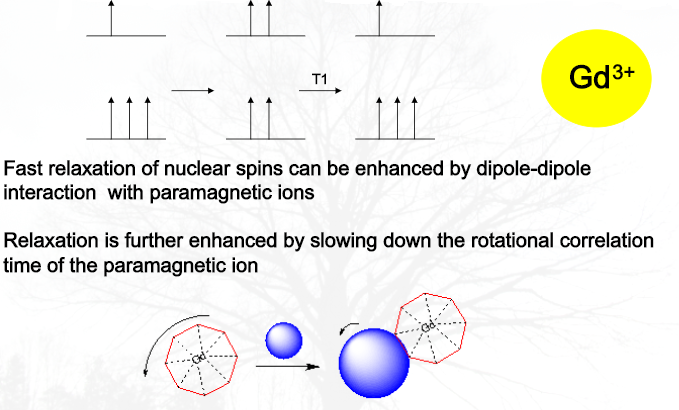 T1
Gd3+
Fast relaxation of nuclear spins can be enhanced by dipole-dipole
interaction  with paramagnetic ions
Relaxation is further enhanced by slowing down the rotational correlation
time of the paramagnetic ion
Gd
Gd